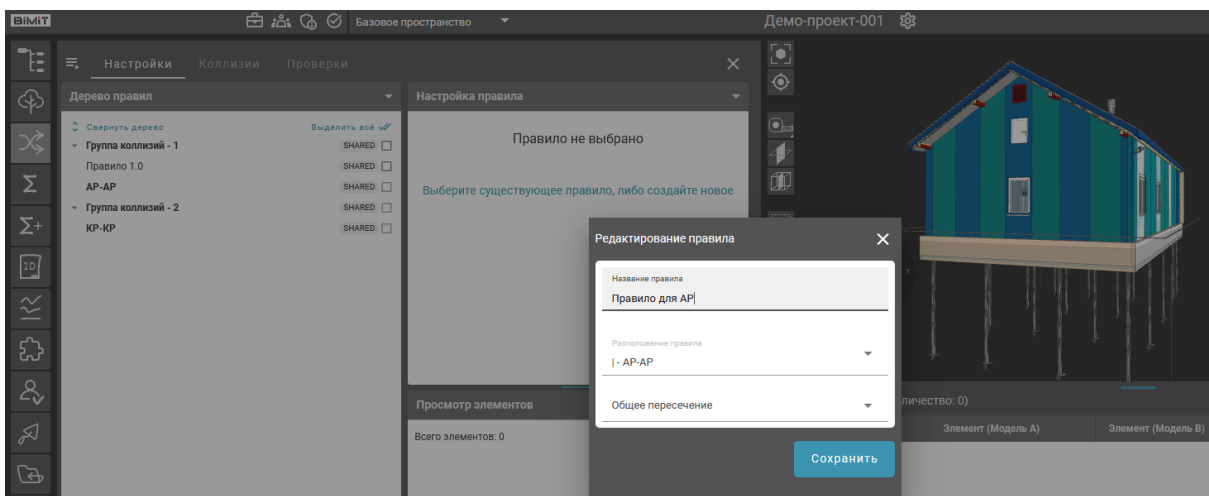 BIMIT
Базовое пространство
Демо-проект-001
Настройки
Коллизии
Проверки
Дерево правил
Свернуть дерево
Выделить всё
Группа коллизий - 1
SHARED
Правило 1.0
SHARED
АР-АР
SHARED
Группа коллизий - 2
SHARED
КР-КР
SHARED
Настройка правила
Правило не выбрано
Выберите существующее правило, либо создайте новое
Просмотр элементов
Всего элементов: 0
Редактирование правила
Название правила
Правило для АР
Расположение правила
| - АР-АР
Общее пересечение
Сохранить
личество: 0)
Элемент (Модель А)
Элемент (Модель B)
Σ
Σ+
2D